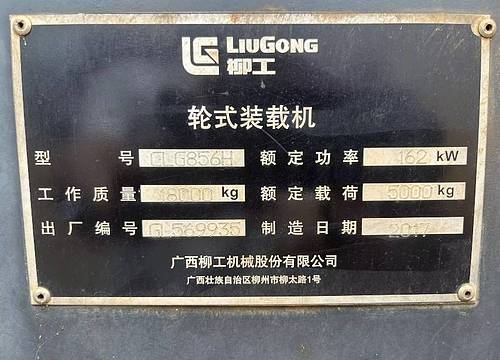 LIUGONG
柳工
轮式装载机
型 号 CLG856H 额定功率 162 kW
工作质量 18000 kg 额定载荷 5000 kg
出厂编号 GL569935 制造日期 2017
广西柳工机械股份有限公司
广西壮族自治区柳州市柳太路1号